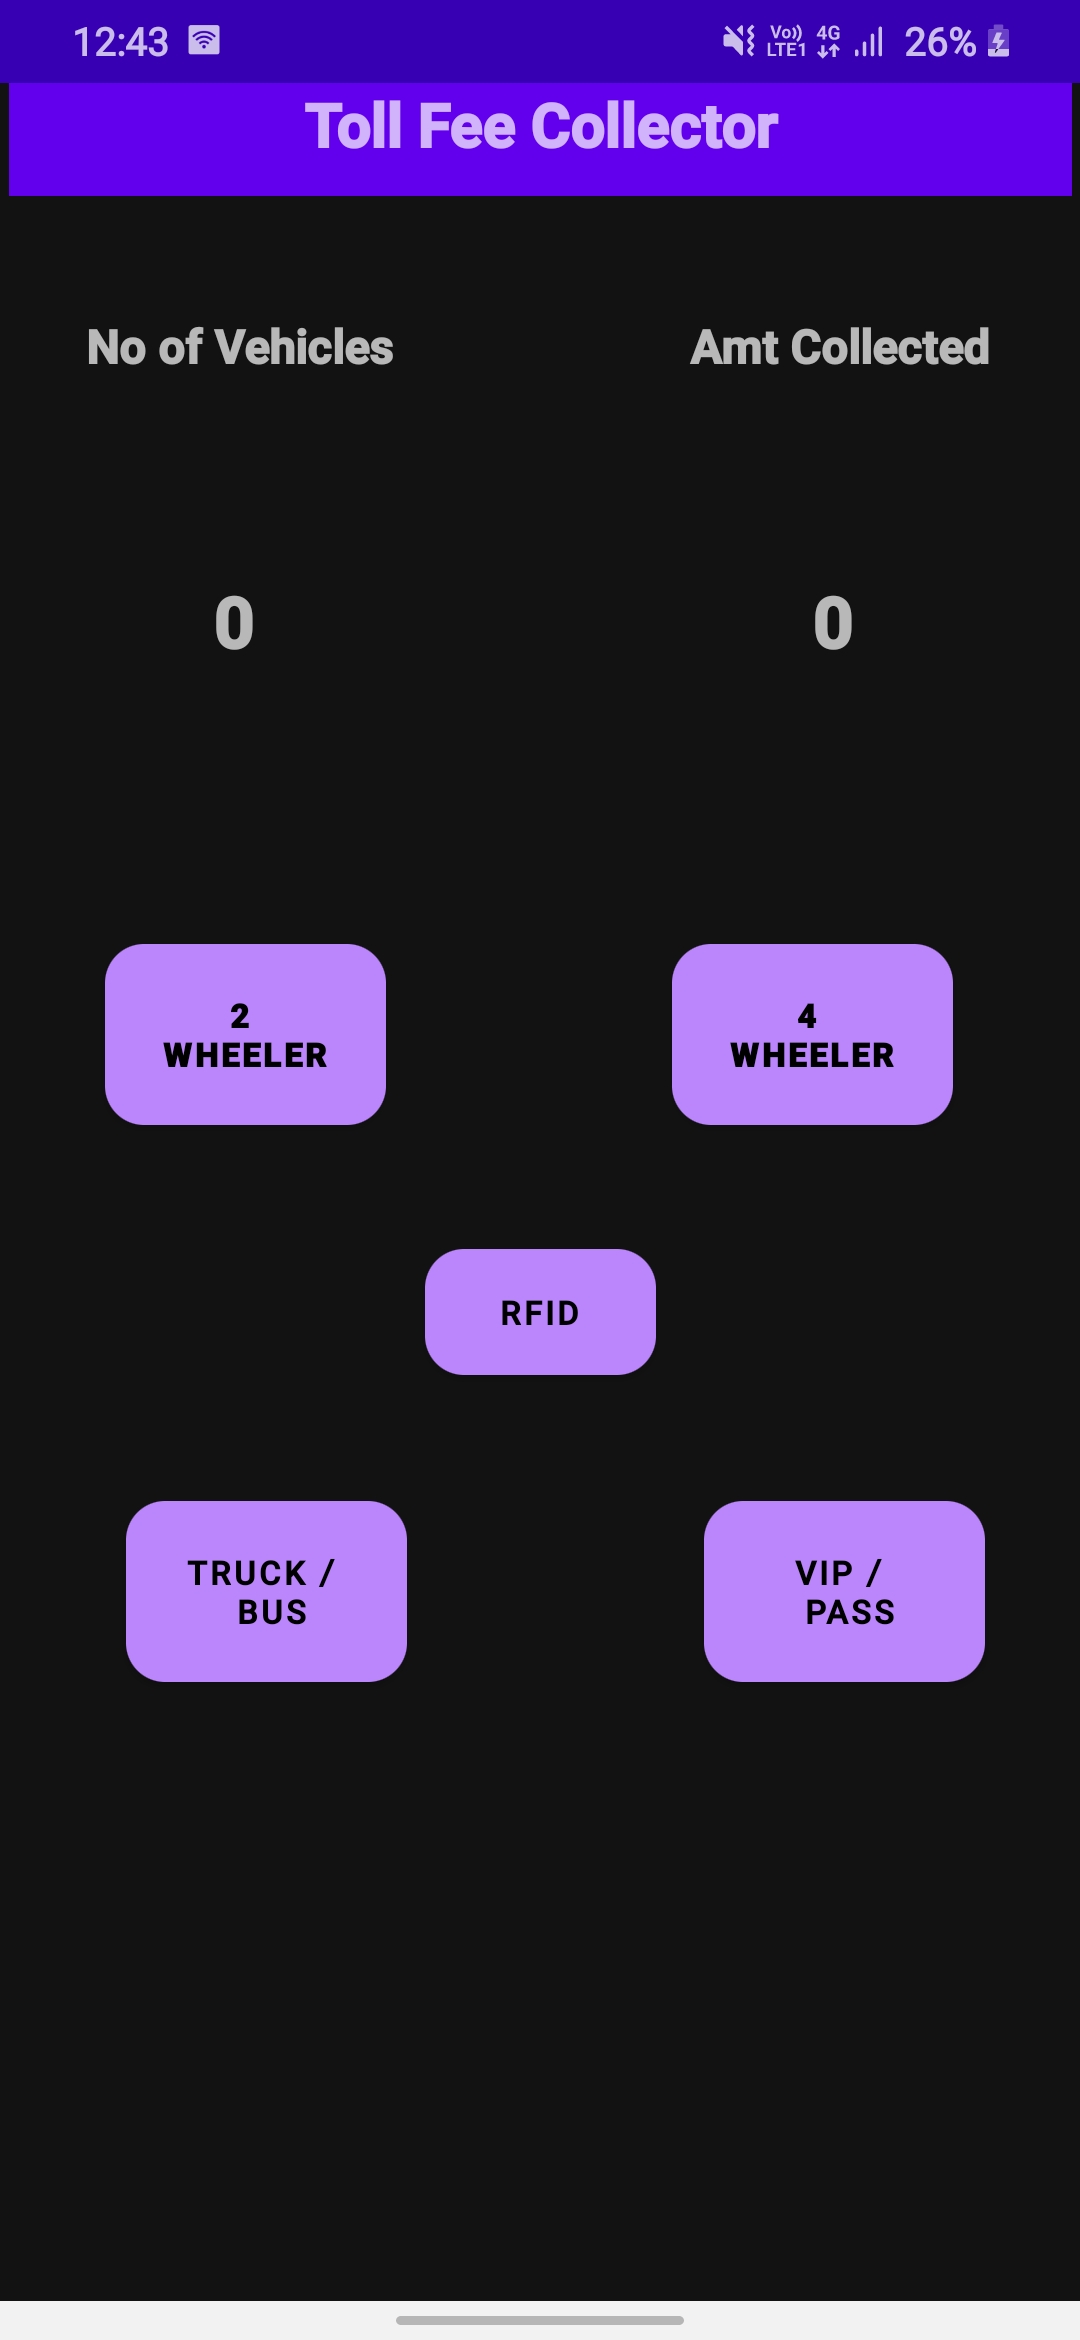 12:43 Vo)) LTE1 4G 26%
Toll Fee Collector
No of Vehicles Amt Collected
0 0
2 WHEELER
4 WHEELER
RFID
TRUCK / BUS
VIP / PASS